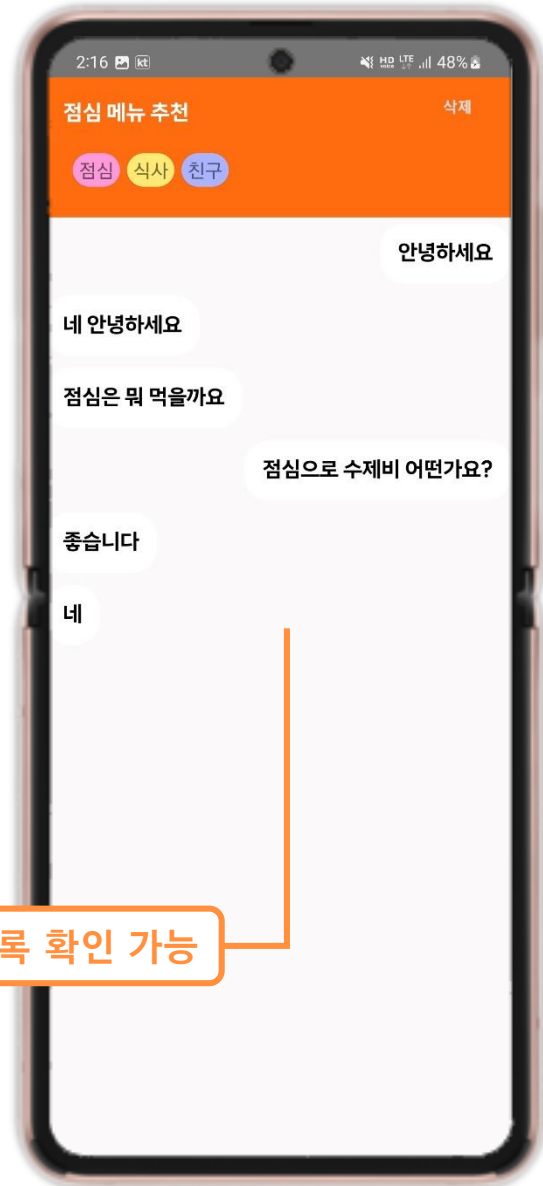 2:16 kt HD LTE 48%
점심 메뉴 추천 삭제
점심 식사 친구
안녕하세요
네 안녕하세요
점심은 뭐 먹을까요
점심으로 수제비 어떤가요?
좋습니다
네
록 확인 가능